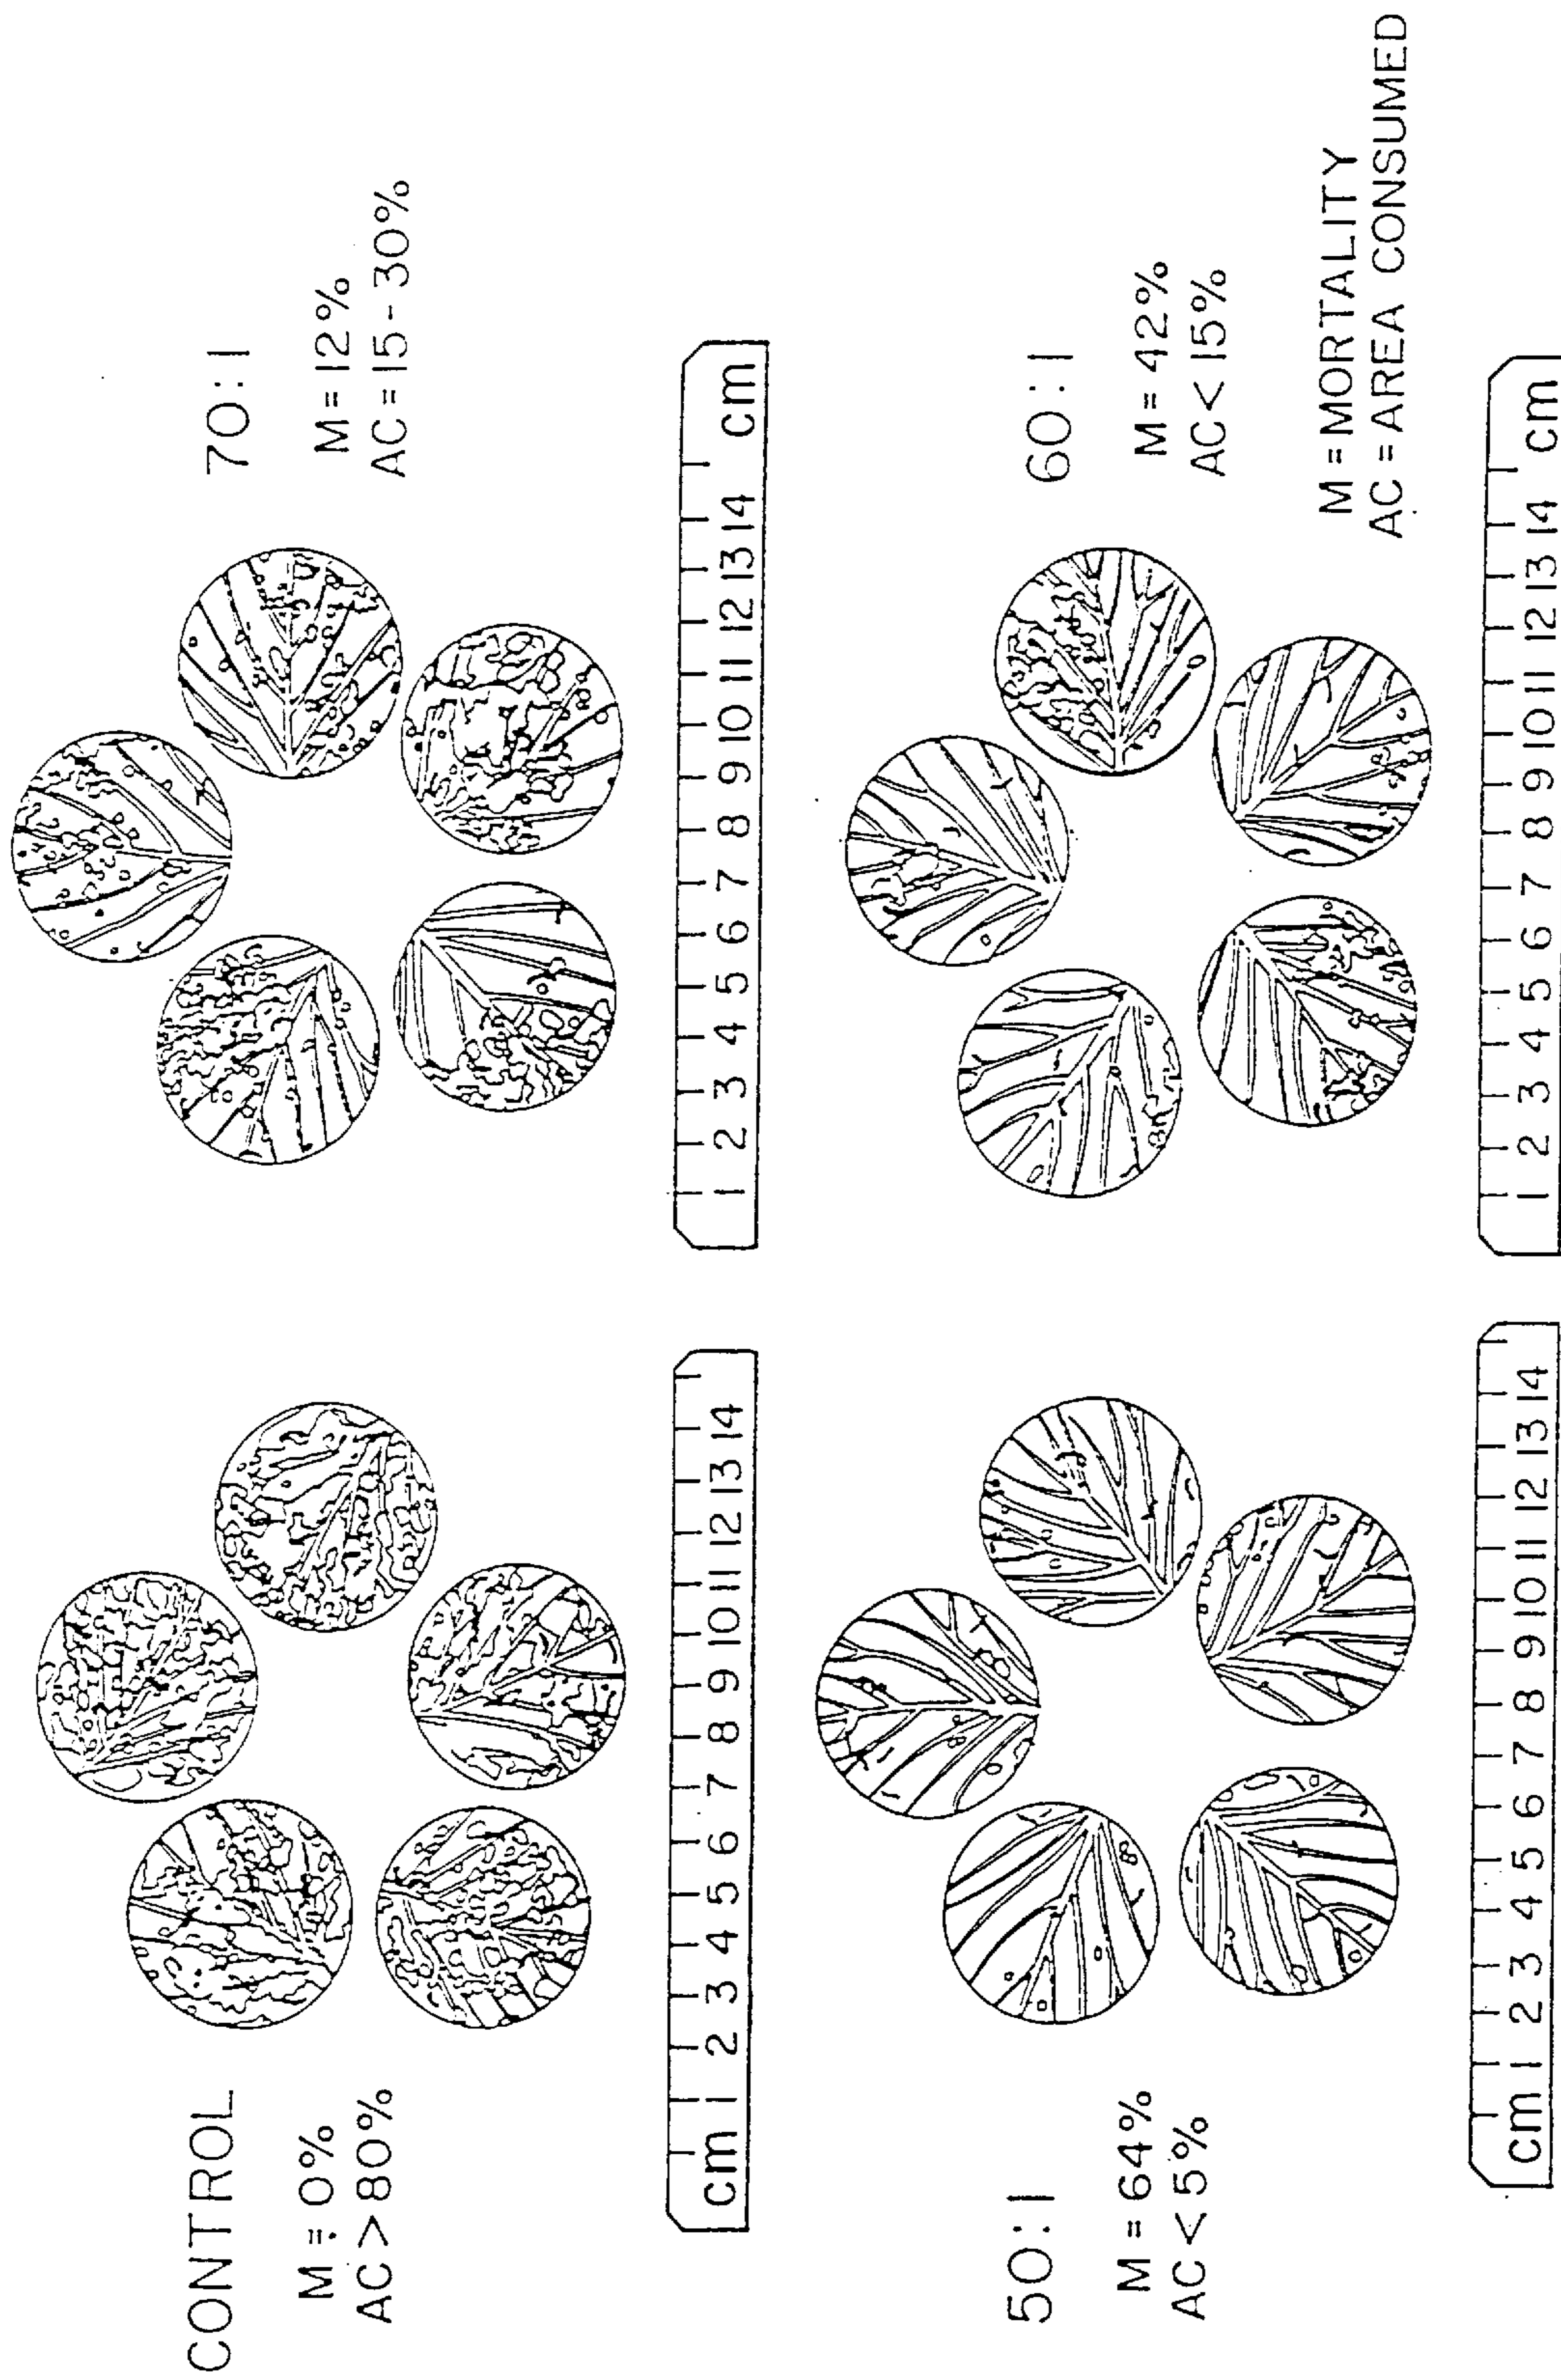 CONTROL
M = 0%
AC > 80%
cm 1 2 3 4 5 6 7 8 9 10 11 12 13 14
70:1
M = 12%
AC = 15-30%
1 2 3 4 5 6 7 8 9 10 11 12 13 14 cm
50:1
M = 64%
AC < 5%
cm 1 2 3 4 5 6 7 8 9 10 11 12 13 14
60:1
M = 42%
AC < 15%
M = MORTALITY
AC = AREA CONSUMED
1 2 3 4 5 6 7 8 9 10 11 12 13 14 cm